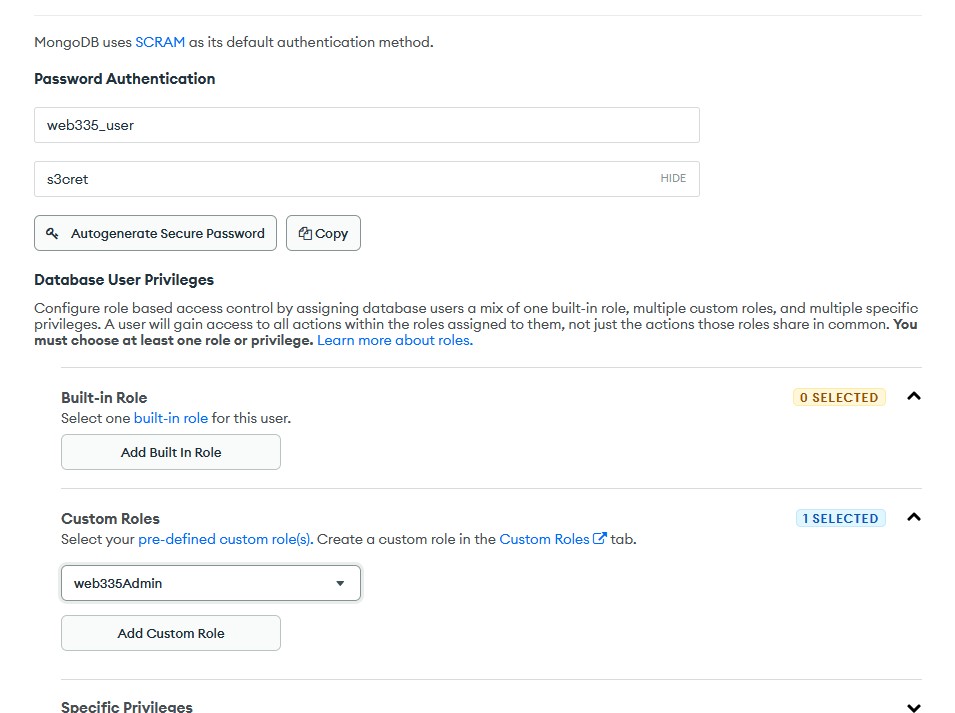 MongoDB uses SCRAM as its default authentication method.
Password Authentication
web335_user
s3cret HIDE
Autogenerate Secure Password Copy
Database User Privileges
Configure role based access control by assigning database users a mix of one built-in role, multiple custom roles, and multiple specific
privileges. A user will gain access to all actions within the roles assigned to them, not just the actions those roles share in common. You
must choose at least one role or privilege. Learn more about roles.
Built-in Role 0 SELECTED
Select one built-in role for this user.
Add Built In Role
Custom Roles 1 SELECTED
Select your pre-defined custom role(s). Create a custom role in the Custom Roles tab.
web335Admin
Add Custom Role
Specific Privileges